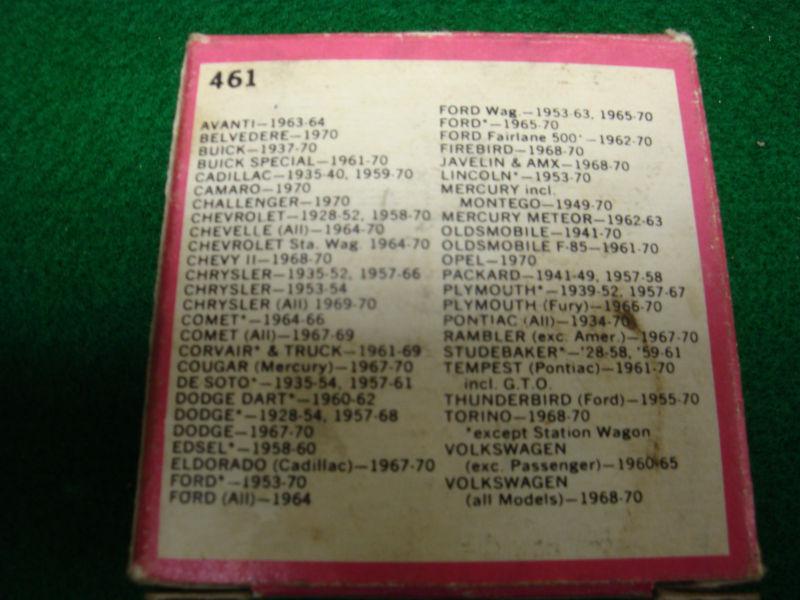 461
AVANTI—1963-64
BELVEDERE—1970
BUICK—1937-70
BUICK SPECIAL—1961-70
CADILLAC—1935-40, 1959-70
CAMARO—1970
CHALLENGER—1970
CHEVROLET—1928-52, 1958-70
CHEVELLE (All)—1964-70
CHEVROLET Sta. Wag. 1964-70
CHEVY II—1968-70
CHRYSLER—1935-52, 1957-66
CHRYSLER—1953-54
CHRYSLER (All) 1969-70
COMET*—1964-66
COMET (All)—1967-69
CORVAIR* & TRUCK—1961-69
COUGAR (Mercury)—1967-70
DE SOTO*—1935-54, 1957-61
DODGE DART*—1960-62
DODGE*—1928-54, 1957-68
DODGE—1967-70
EDSEL*—1958-60
ELDORADO (Cadillac)—1967-70
FORD*—1953-70
FORD (All)—1964
FORD Wag.—1953-63, 1965-70
FORD*—1965-70
FORD Fairlane 500*—1962-70
FIREBIRD—1968-70
JAVELIN & AMX—1968-70
LINCOLN*—1953-70
MERCURY incl.
MONTEGO—1949-70
MERCURY METEOR—1962-63
OLDSMOBILE—1941-70
OLDSMOBILE F-85—1961-70
OPEL—1970
PACKARD—1941-49, 1957-58
PLYMOUTH*—1939-52, 1957-67
PLYMOUTH (Fury)—1966-70
PONTIAC (All)—1934-70
RAMBLER (exc. Amer.)—1967-70
STUDEBAKER*—'28-58, '59-61
TEMPEST (Pontiac)—1961-70
incl. G.T.O.
THUNDERBIRD (Ford)—1955-70
TORINO—1968-70
*except Station Wagon
VOLKSWAGEN
(exc. Passenger)—1960-65
VOLKSWAGEN
(all Models)—1968-70